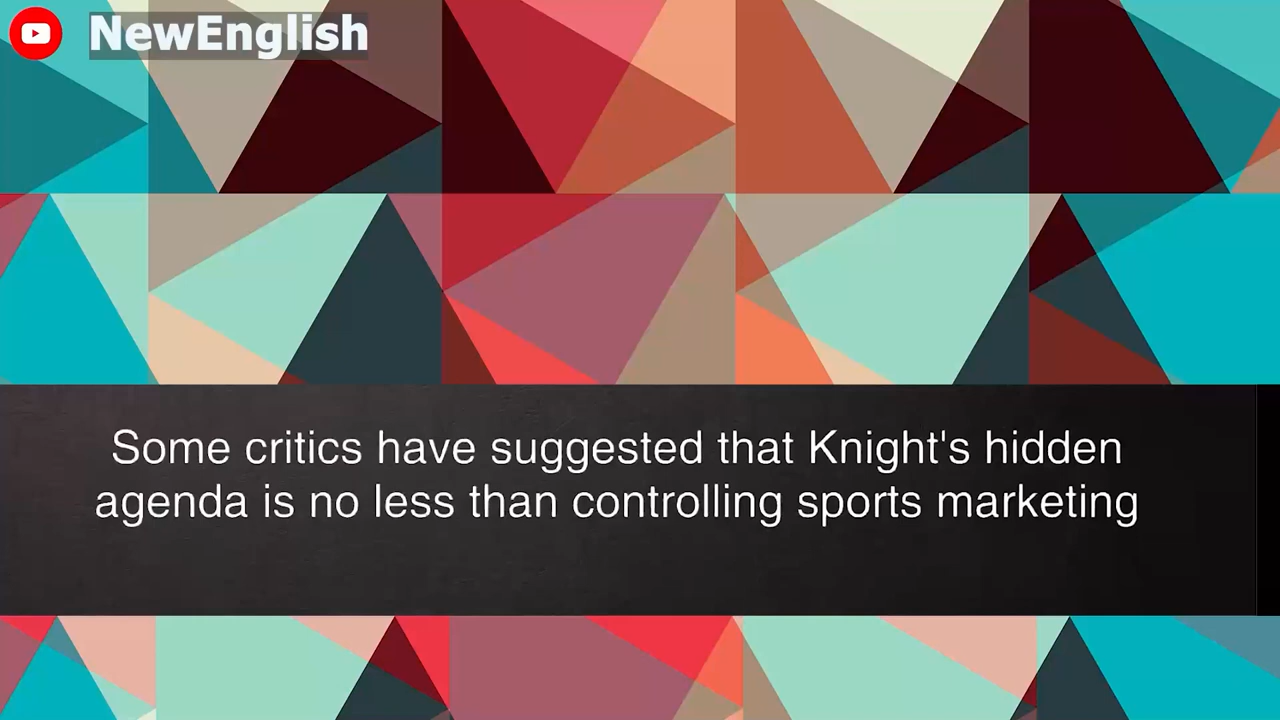 NewEnglish
Some critics have suggested that Knight's hidden
agenda is no less than controlling sports marketing